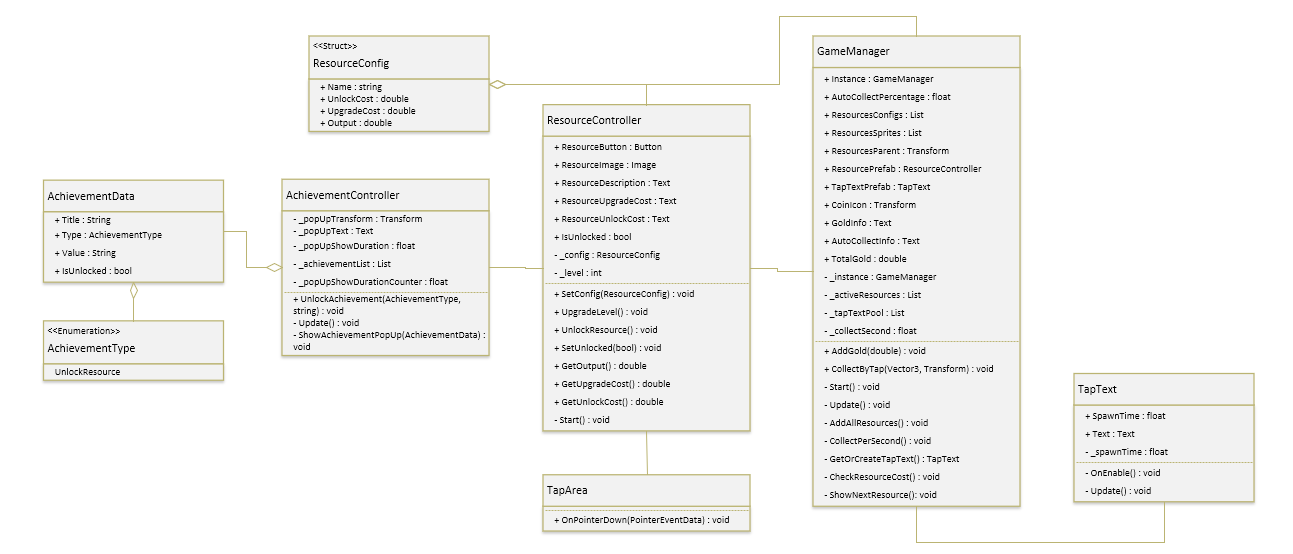 <<Struct>>
ResourceConfig
+ Name : string
+ UnlockCost : double
+ UpgradeCost : double
+ Output : double
AchievementData
+ Title : String
+ Type : AchievementType
+ Value : String
+ IsUnlocked : bool
<<Enumeration>>
AchievementType
UnlockResource
AchievementController
- _popUpTransform : Transform
- _popUpText : Text
- _popUpShowDuration : float
- _achievementList : List
- _popUpShowDurationCounter : float
+ UnlockAchievement(AchievementType,
string) : void
- Update() : void
- ShowAchievementPopUp(AchievementData) :
void
ResourceController
+ ResourceButton : Button
+ ResourceImage : Image
+ ResourceDescription : Text
+ ResourceUpgradeCost : Text
+ ResourceUnlockCost : Text
+ IsUnlocked : bool
- _config : ResourceConfig
- _level : int
+ SetConfig(ResourceConfig) : void
+ UpgradeLevel() : void
+ UnlockResource() : void
+ SetUnlocked(bool) : void
+ GetOutput() : double
+ GetUpgradeCost() : double
+ GetUnlockCost() : double
- Start() : void
TapArea
+ OnPointerDown(PointerEventData) : void
GameManager
+ Instance : GameManager
+ AutoCollectPercentage : float
+ ResourcesConfigs : List
+ ResourcesSprites : List
+ ResourcesParent : Transform
+ ResourcePrefab : ResourceController
+ TapTextPrefab : TapText
+ CoinIcon : Transform
+ GoldInfo : Text
+ AutoCollectInfo : Text
+ TotalGold : double
- _instance : GameManager
- _activeResources : List
- _tapTextPool : List
- _collectSecond : float
+ AddGold(double) : void
+ CollectByTap(Vector3, Transform) : void
- Start() : void
- Update() : void
- AddAllResources() : void
- CollectPerSecond() : void
- GetOrCreateTapText() : TapText
- CheckResourceCost() : void
- ShowNextResource(): void
TapText
+ SpawnTime : float
+ Text : Text
- _spawnTime : float
- OnEnable() : void
- Update() : void